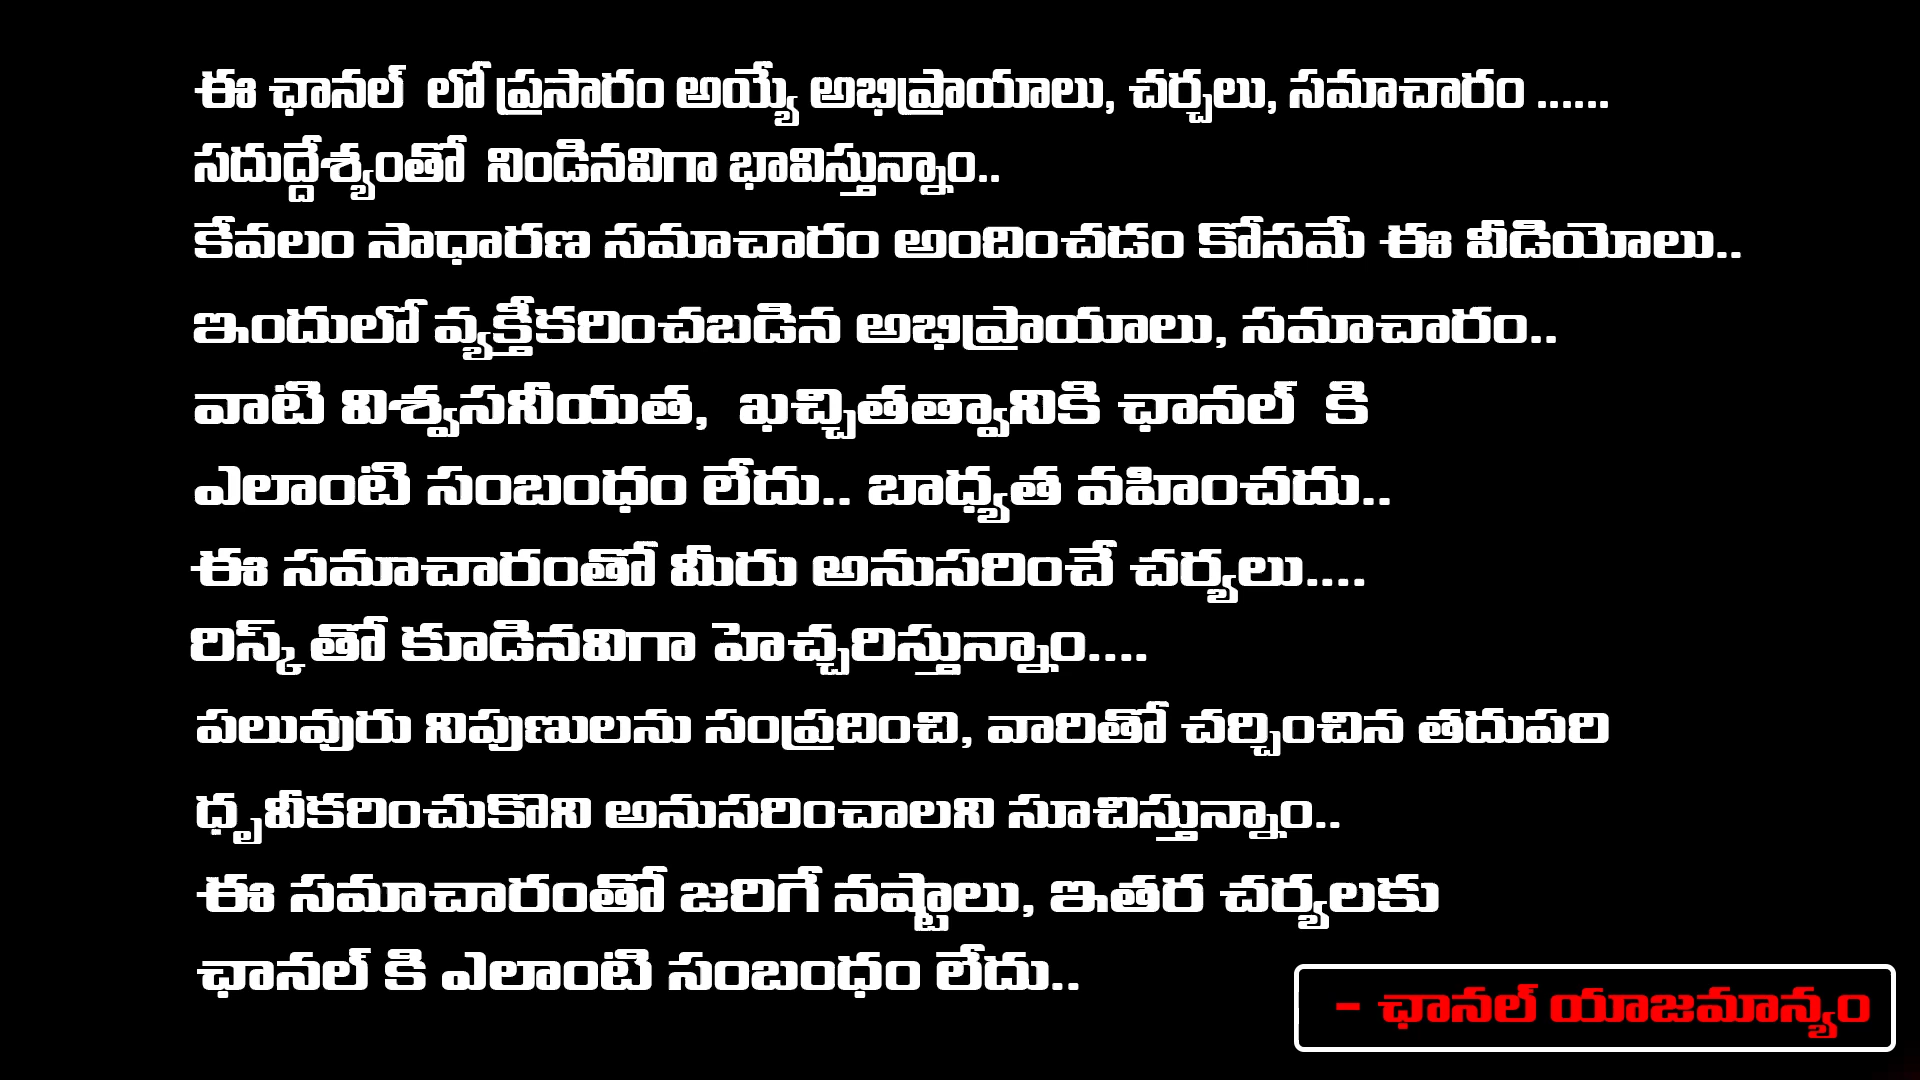 ఈ ఛానల్ లో ప్రసారం అయ్యే అభిప్రాయాలు, చర్చలు, సమాచారం ......
సదుద్దేశ్యంతో నిండినవిగా భావిస్తున్నాం..
కేవలం సాధారణ సమాచారం అందించడం కోసమే ఈ వీడియోలు..
ఇందులో వ్యక్తీకరించబడిన అభిప్రాయాలు, సమాచారం..
వాటి విశ్వసనీయత, ఖచ్చితత్వానికి ఛానల్ కి
ఎలాంటి సంబంధం లేదు.. బాధ్యత వహించదు..
ఈ సమాచారంతో మీరు అనుసరించే చర్యలు....
రిస్క్ తో కూడినవిగా హెచ్చరిస్తున్నాం....
పలువురు నిపుణులను సంప్రదించి, వారితో చర్చించిన తదుపరి
ధృవీకరించుకొని అనుసరించాలని సూచిస్తున్నాం..
ఈ సమాచారంతో జరిగే నష్టాలు, ఇతర చర్యలకు
ఛానల్ కి ఎలాంటి సంబంధం లేదు..
- ఛానల్ యాజమాన్యం